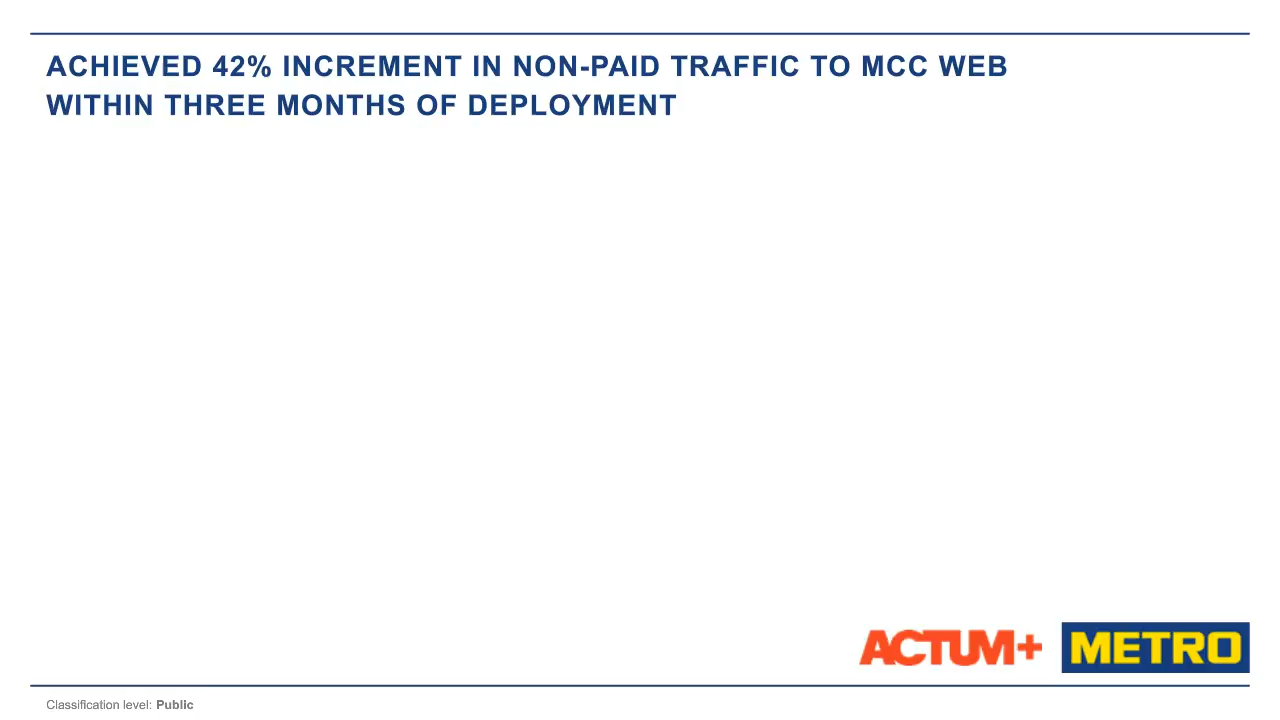 ACHIEVED 42% INCREMENT IN NON-PAID TRAFFIC TO MCC WEB
WITHIN THREE MONTHS OF DEPLOYMENT
ACTUM+ METRO
Classification level: Public